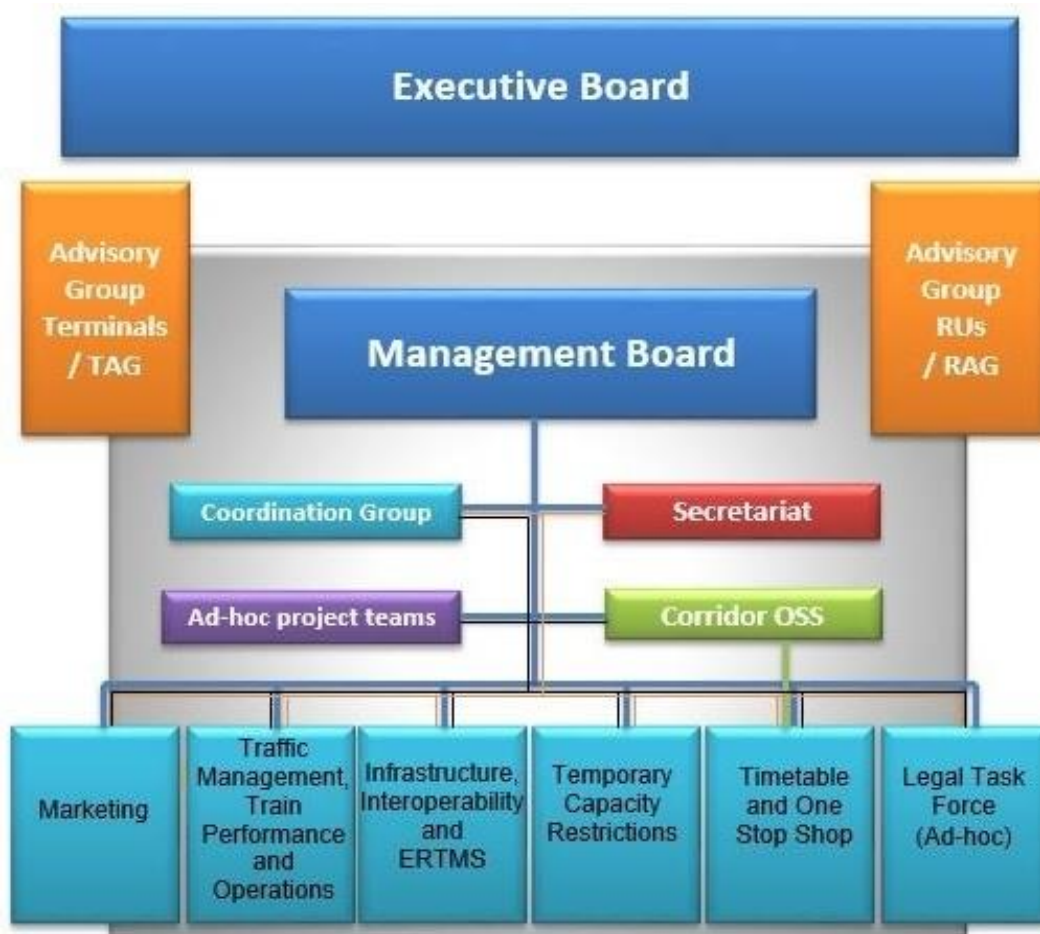 Executive Board
Advisory
Group
Terminals
/ TAG
Advisory
Group
RUs
/ RAG
Management Board
Coordination Group
Secretariat
Ad-hoc project teams
Corridor OSS
Marketing
Traffic
Management,
Train
Performance
and
Operations
Infrastructure,
Interoperability
and
ERTMS
Temporary
Capacity
Restrictions
Timetable
and One
Stop Shop
Legal Task
Force
(Ad-hoc)